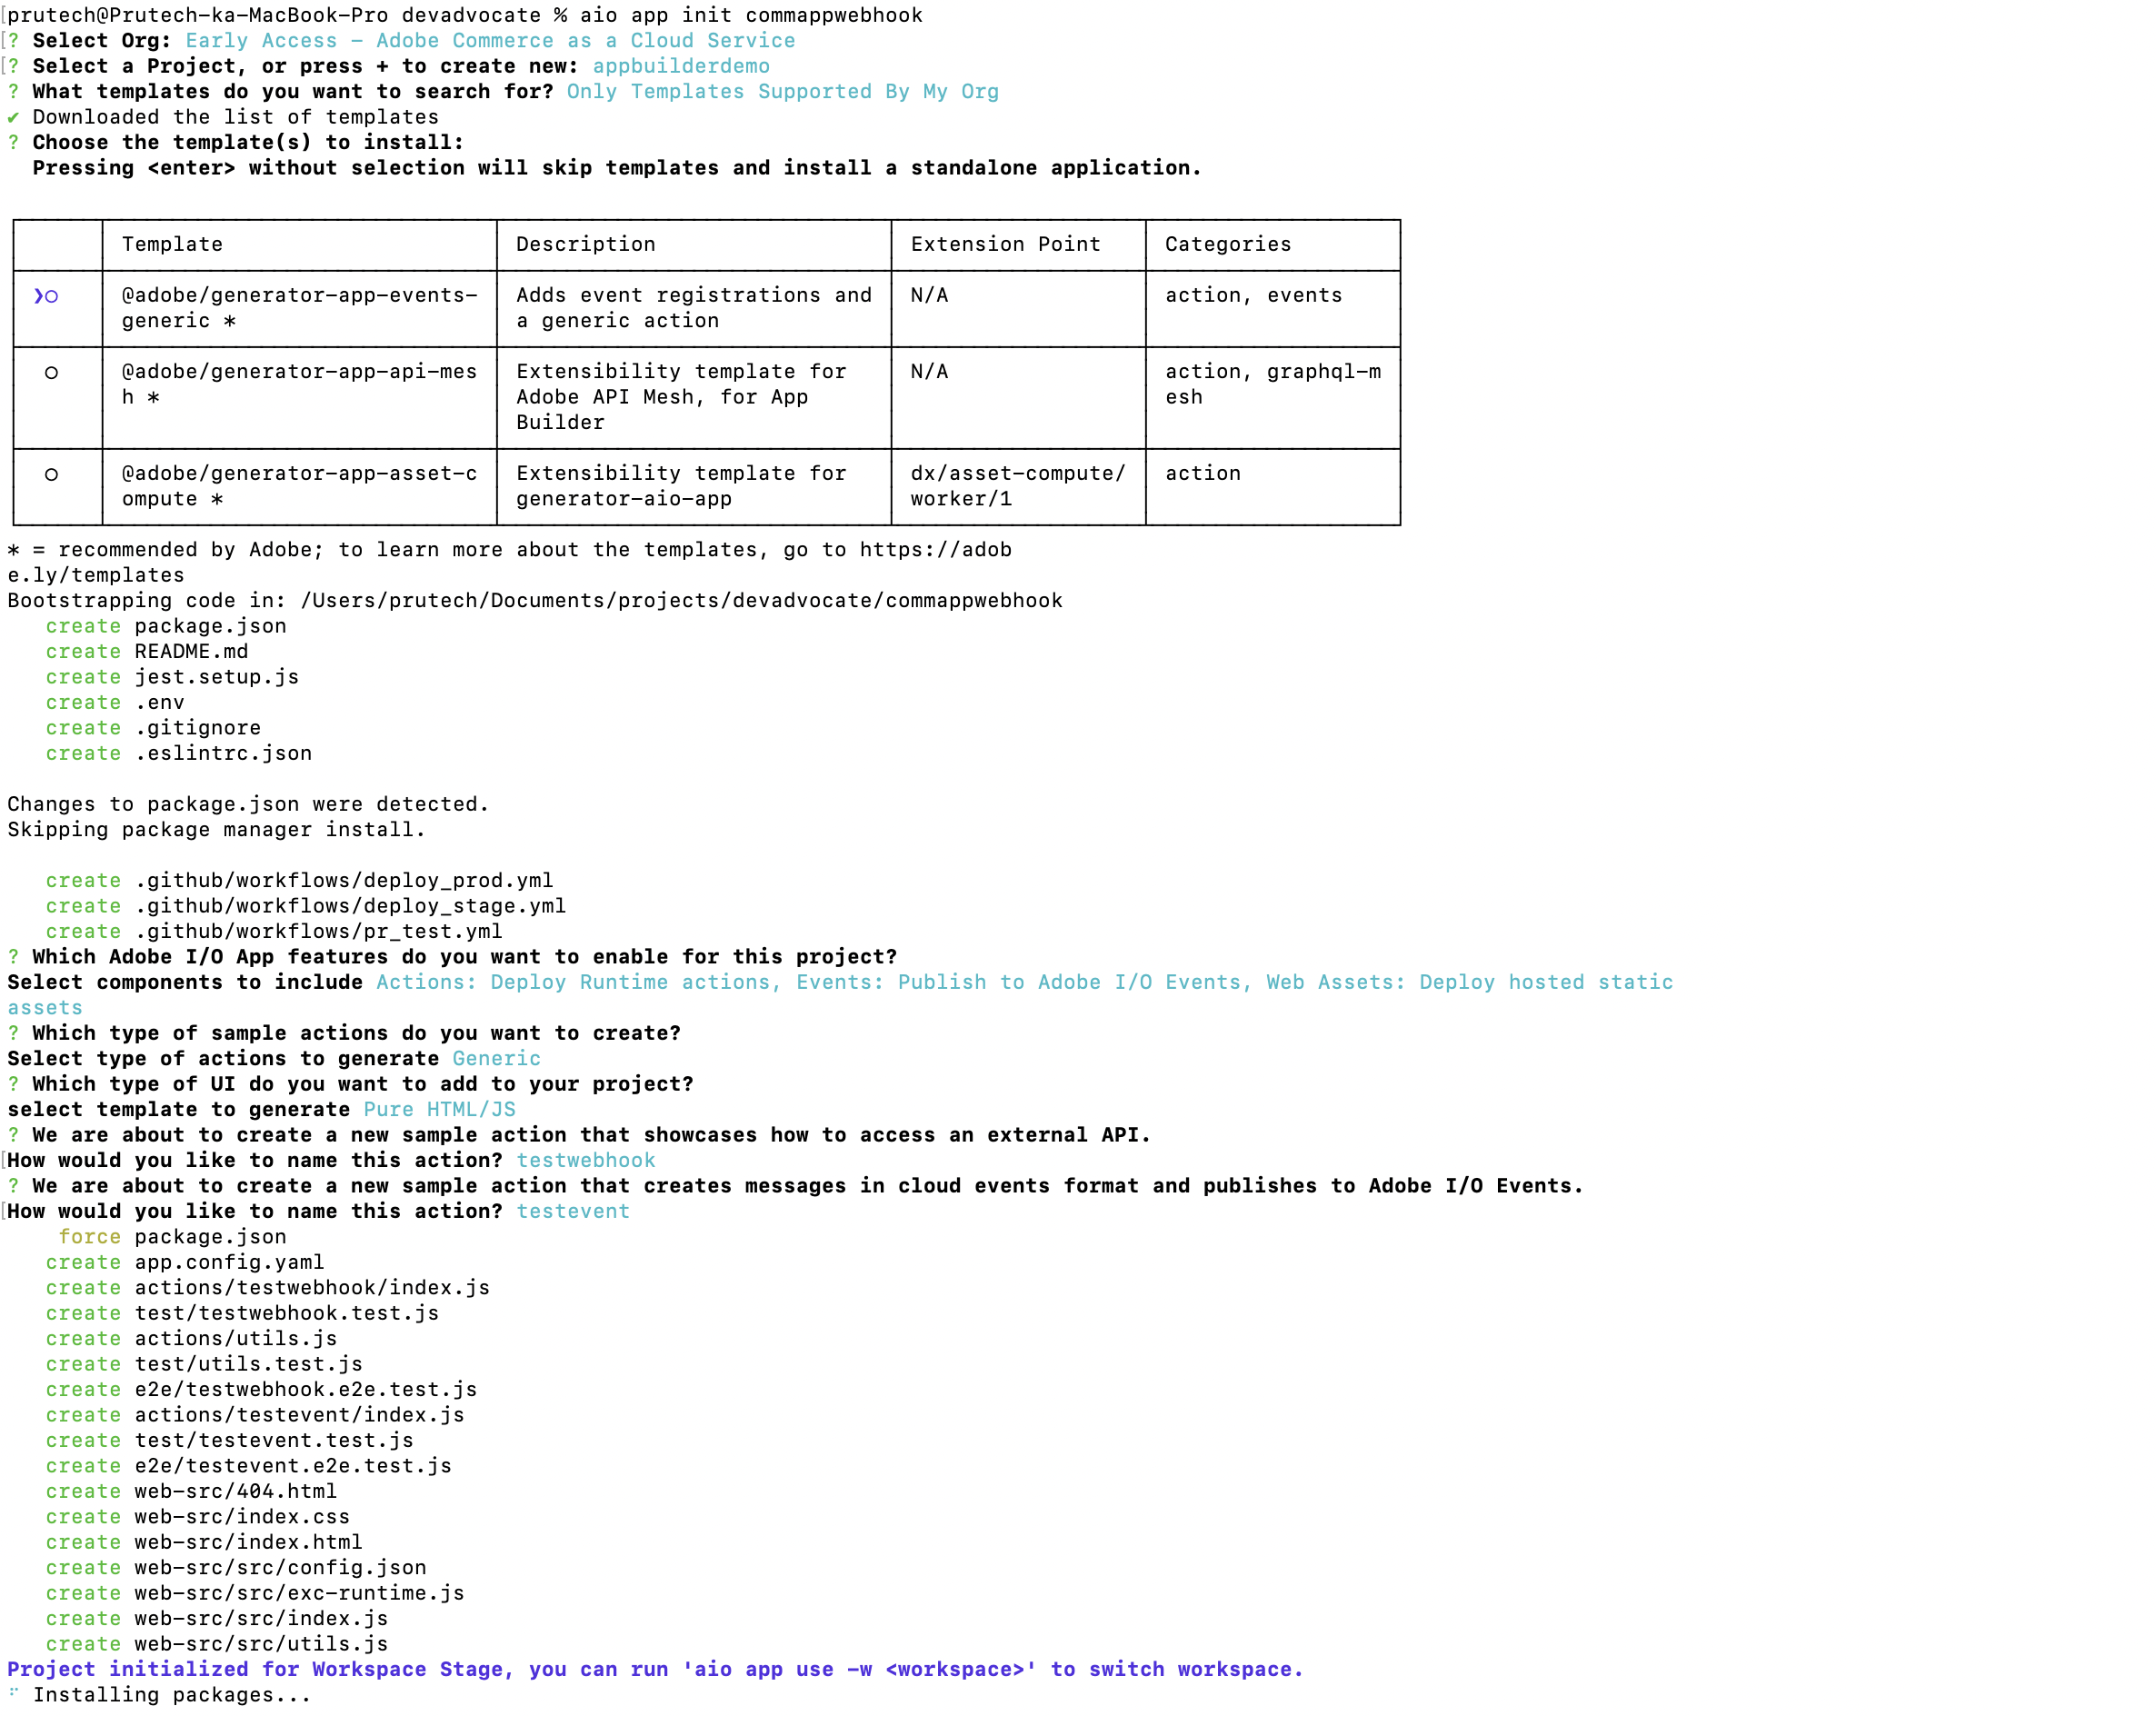 prutech@Prutech-ka-MacBook-Pro devadvocate % aio app init commappwebhook
? Select Org: Early Access – Adobe Commerce as a Cloud Service
? Select a Project, or press + to create new: appbuilderdemo
? What templates do you want to search for? Only Templates Supported By My Org
✔ Downloaded the list of templates
? Choose the template(s) to install:
Pressing <enter> without selection will skip templates and install a standalone application.
Template Description Extension Point Categories
❯○ @adobe/generator-app-events- Adds event registrations and N/A action, events
generic * a generic action
○ @adobe/generator-app-api-mes Extensibility template for N/A action, graphql-m
h * Adobe API Mesh, for App esh
Builder
○ @adobe/generator-app-asset-c Extensibility template for dx/asset-compute/ action
ompute * generator-aio-app worker/1
* = recommended by Adobe; to learn more about the templates, go to https://adob
e.ly/templates
Bootstrapping code in: /Users/prutech/Documents/projects/devadvocate/commappwebhook
create package.json
create README.md
create jest.setup.js
create .env
create .gitignore
create .eslintrc.json
Changes to package.json were detected.
Skipping package manager install.
create .github/workflows/deploy_prod.yml
create .github/workflows/deploy_stage.yml
create .github/workflows/pr_test.yml
? Which Adobe I/O App features do you want to enable for this project?
Select components to include Actions: Deploy Runtime actions, Events: Publish to Adobe I/O Events, Web Assets: Deploy hosted static
assets
? Which type of sample actions do you want to create?
Select type of actions to generate Generic
? Which type of UI do you want to add to your project?
select template to generate Pure HTML/JS
? We are about to create a new sample action that showcases how to access an external API.
How would you like to name this action? testwebhook
? We are about to create a new sample action that creates messages in cloud events format and publishes to Adobe I/O Events.
How would you like to name this action? testevent
force package.json
create app.config.yaml
create actions/testwebhook/index.js
create test/testwebhook.test.js
create actions/utils.js
create test/utils.test.js
create e2e/testwebhook.e2e.test.js
create actions/testevent/index.js
create test/testevent.test.js
create e2e/testevent.e2e.test.js
create web-src/404.html
create web-src/index.css
create web-src/index.html
create web-src/src/config.json
create web-src/src/exc-runtime.js
create web-src/src/index.js
create web-src/src/utils.js
Project initialized for Workspace Stage, you can run 'aio app use -w <workspace>' to switch workspace.
Installing packages...